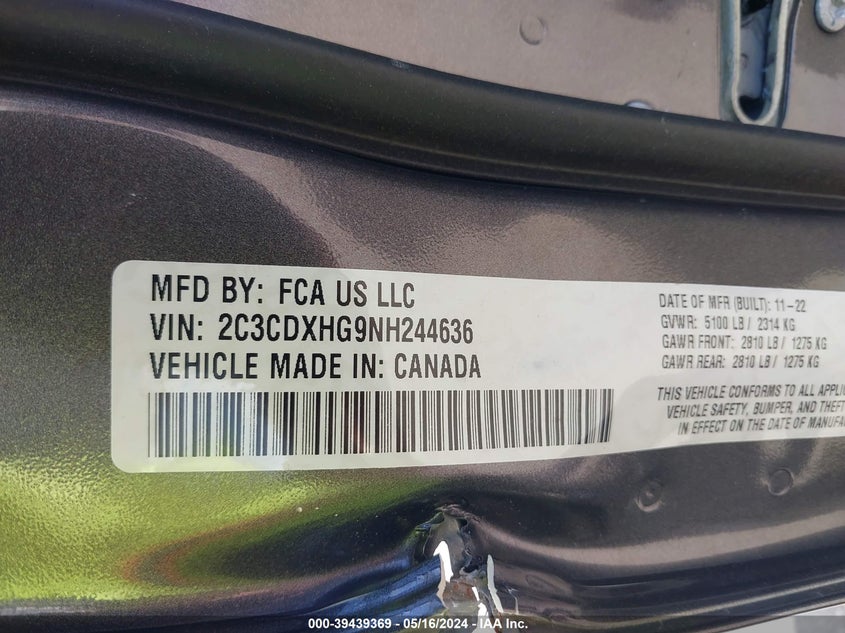 MFD BY: FCA US LLC
VIN: 2C3CDXHG9NH244636
VEHICLE MADE IN: CANADA
DATE OF MFR (BUILT): 11-22
GVWR: 5100 LB / 2314 KG
GAWR FRONT: 2810 LB / 1275 KG
GAWR REAR: 2810 LB / 1275 KG
THIS VEHICLE CONFORMS TO ALL APPLIC
VEHICLE SAFETY, BUMPER, AND THEFT
IN EFFECT ON THE DATE OF MANUFA
000-39439369 - 05/16/2024 - IAA Inc.